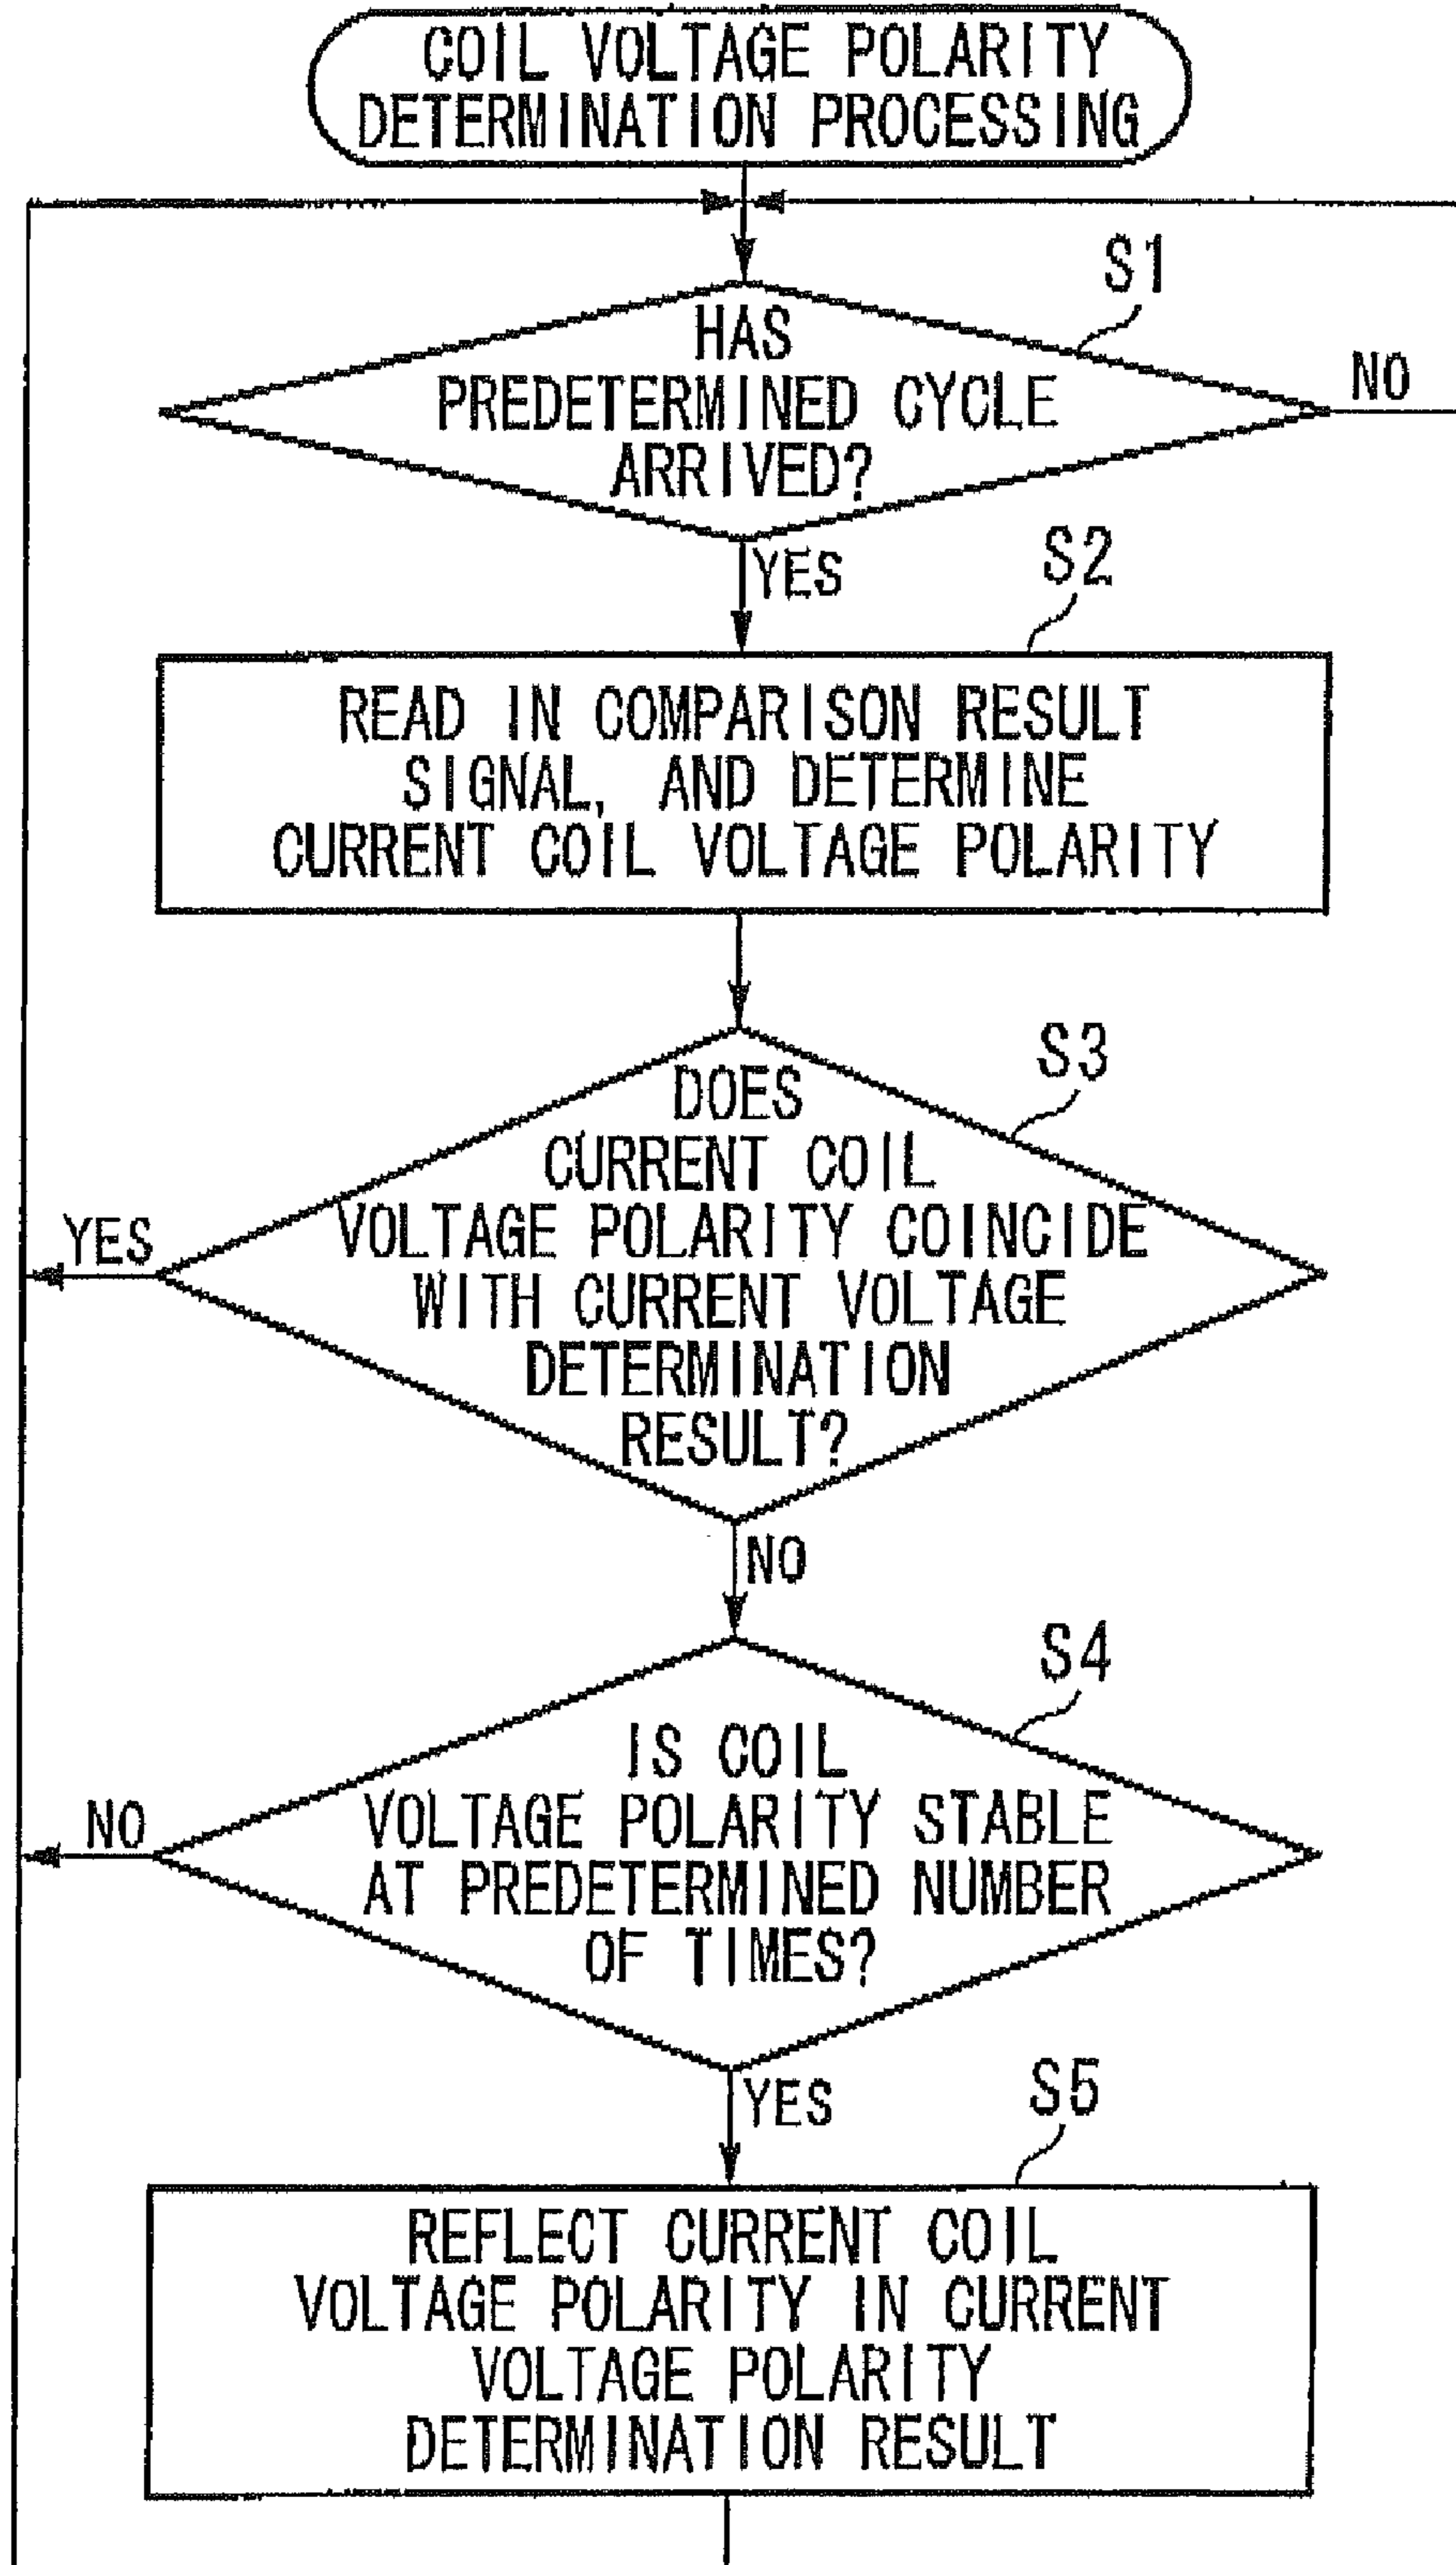 COIL VOLTAGE POLARITY
DETERMINATION PROCESSING
S1
HAS
PREDETERMINED CYCLE
ARRIVED?
NO
YES
S2
READ IN COMPARISON RESULT
SIGNAL, AND DETERMINE
CURRENT COIL VOLTAGE POLARITY
S3
DOES
CURRENT COIL
VOLTAGE POLARITY COINCIDE
WITH CURRENT VOLTAGE
DETERMINATION
RESULT?
YES
NO
S4
IS COIL
VOLTAGE POLARITY STABLE
AT PREDETERMINED NUMBER
OF TIMES?
NO
YES
S5
REFLECT CURRENT COIL
VOLTAGE POLARITY IN CURRENT
VOLTAGE POLARITY
DETERMINATION RESULT